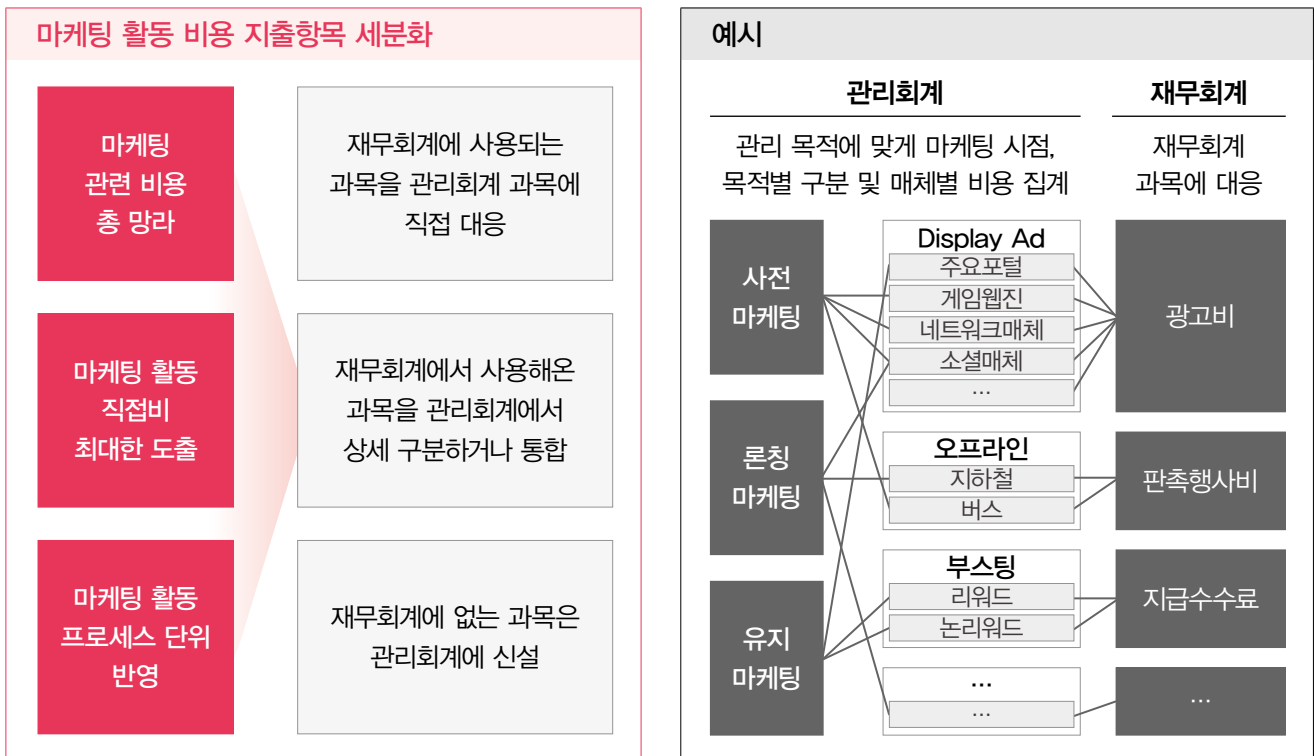 마케팅 활동 비용 지출항목 세분화
마케팅
관련 비용
총 망라
재무회계에 사용되는
과목을 관리회계 과목에
직접 대응
마케팅 활동
직접비
최대한 도출
재무회계에서 사용해온
과목을 관리회계에서
상세 구분하거나 통합
마케팅 활동
프로세스 단위
반영
재무회계에 없는 과목은
관리회계에 신설
예시
관리회계
재무회계
관리 목적에 맞게 마케팅 시점,
목적별 구분 및 매체별 비용 집계
재무회계
과목에 대응
사전
마케팅
론칭
마케팅
유지
마케팅
Display Ad
주요포털
게임웹진
네트워크매체
소셜매체
…
오프라인
지하철
버스
부스팅
리워드
논리워드
…
…
광고비
판촉행사비
지급수수료
…